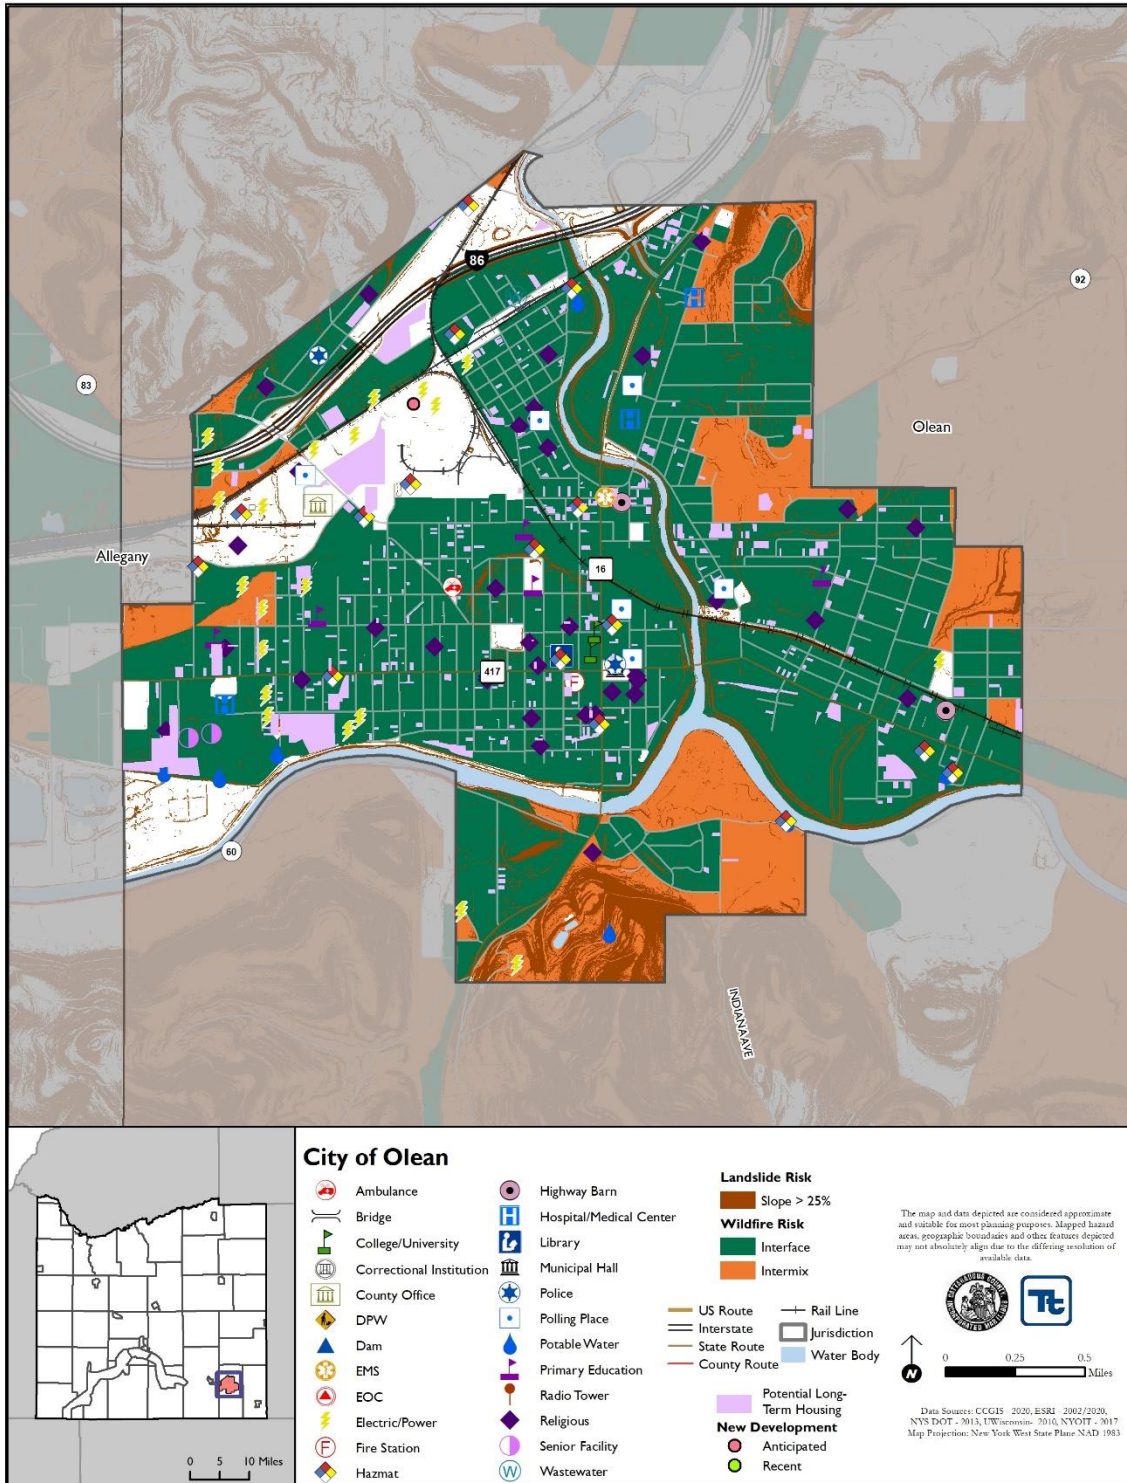 86
92
83
Olean
Allegany
16
417
60
INDIANA AVE
City of Olean
Ambulance
Bridge
College/University
Correctional Institution
County Office
DPW
Dam
EMS
EOC
Electric/Power
Fire Station
Hazmat
Highway Barn
Hospital/Medical Center
Library
Municipal Hall
Police
Polling Place
Potable Water
Primary Education
Radio Tower
Religious
Senior Facility
Wastewater
Landslide Risk
Slope > 25%
Wildfire Risk
Interface
Intermix
US Route
Interstate
State Route
County Route
Rail Line
Jurisdiction
Water Body
Potential Long-
Term Housing
New Development
Anticipated
Recent
The map and data depicted are considered approximate
and suitable for most planning purposes. Mapped hazard
areas, geographic boundaries and other features depicted
may not absolutely align due to the differing resolution of
available data.
Tt
N
0 0.25 0.5
Miles
Data Sources: CCGIS - 2020, ESRI - 2002/2020,
NYS DOT - 2013, UWisconsin- 2010, NYOIT - 2017
Map Projection: New York West State Plane NAD 1983
0 5 10 Miles